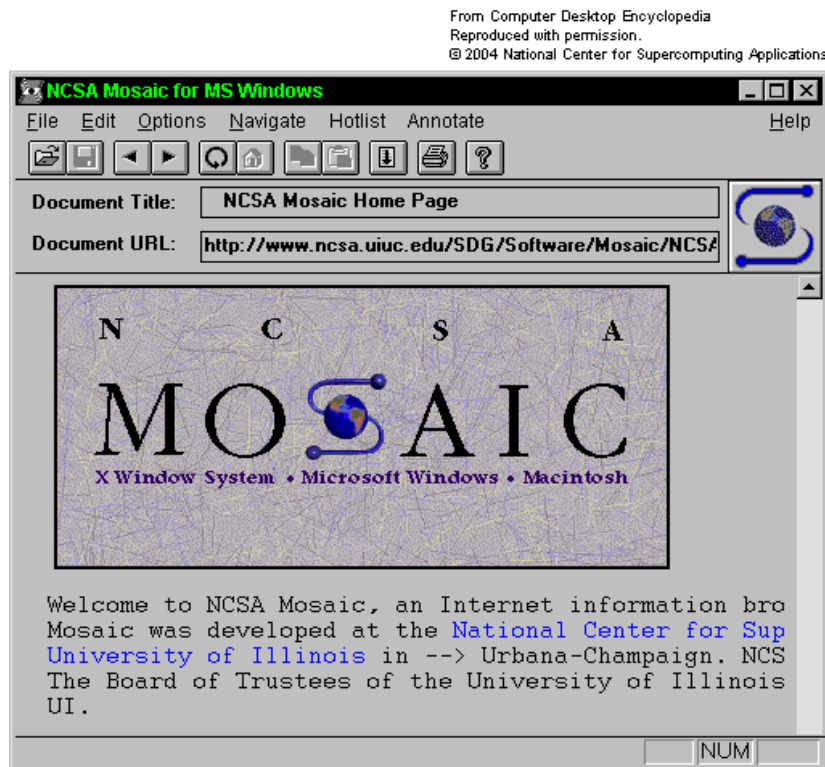 From Computer Desktop Encyclopedia
Reproduced with permission.
© 2004 National Center for Supercomputing Applications
NCSA Mosaic for MS Windows
File Edit Options Navigate Hotlist Annotate Help
Document Title: NCSA Mosaic Home Page
Document URL: http://www.ncsa.uiuc.edu/SDG/Software/Mosaic/NCSA
N C S A
MOSAIC
X Window System • Microsoft Windows • Macintosh
Welcome to NCSA Mosaic, an Internet information bro
Mosaic was developed at the National Center for Sup
University of Illinois in --> Urbana-Champaign. NCS
The Board of Trustees of the University of Illinois
UI.
NUM